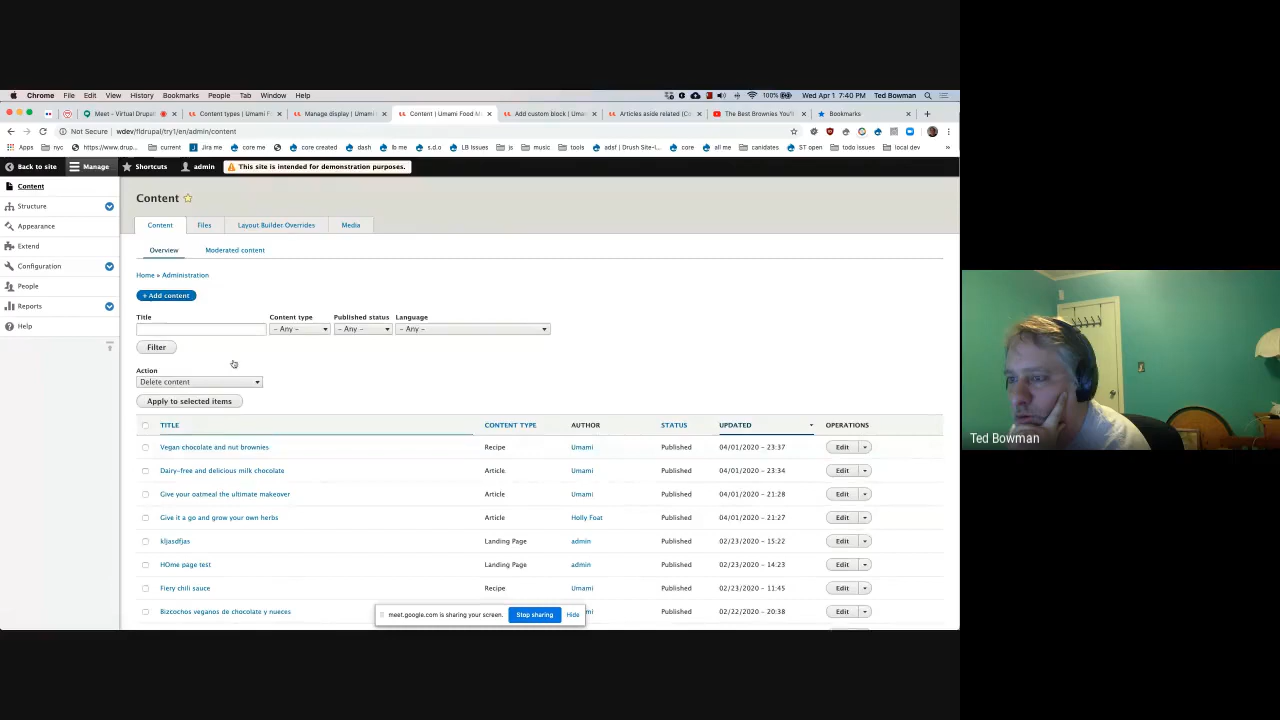 Chrome File Edit View History Bookmarks People Tab Window Help 100% Wed Apr 1 7:40 PM Ted Bowman
Meet – Virtual Drupal Content types | Umami F Manage display | Umami Content | Umami Food M Add custom block | Umami Articles aside related (Co The Best Brownies You'll Bookmarks
Not Secure wdev/fldrupal/try1/en/admin/content
Apps nyc https://www.drup... current Jira me core me core created dash lb me s.d.o LB Issues js music tools adsf | Drush Site-I... core all me canidates ST open todo issues local dev »
Back to site Manage Shortcuts admin This site is intended for demonstration purposes.
Content
Structure
Appearance
Extend
Configuration
People
Reports
Help
Content
Content Files Layout Builder Overrides Media
Overview Moderated content
Home » Administration
+ Add content
Title Content type Published status Language
– Any – – Any – – Any –
Filter
Action
Delete content
Apply to selected items
TITLE CONTENT TYPE AUTHOR STATUS UPDATED OPERATIONS
Vegan chocolate and nut brownies Recipe Umami Published 04/01/2020 – 23:37 Edit
Dairy-free and delicious milk chocolate Article Umami Published 04/01/2020 – 23:34 Edit
Give your oatmeal the ultimate makeover Article Umami Published 04/01/2020 – 21:28 Edit
Give it a go and grow your own herbs Article Holly Foat Published 04/01/2020 – 21:27 Edit
kljasdfjas Landing Page admin Published 02/23/2020 – 15:22 Edit
HOme page test Landing Page admin Published 02/23/2020 – 14:23 Edit
Fiery chili sauce Recipe Umami Published 02/23/2020 – 11:45 Edit
Bizcochos veganos de chocolate y nueces Published 02/22/2020 – 20:38 Edit
meet.google.com is sharing your screen. Stop sharing Hide
Ted Bowman